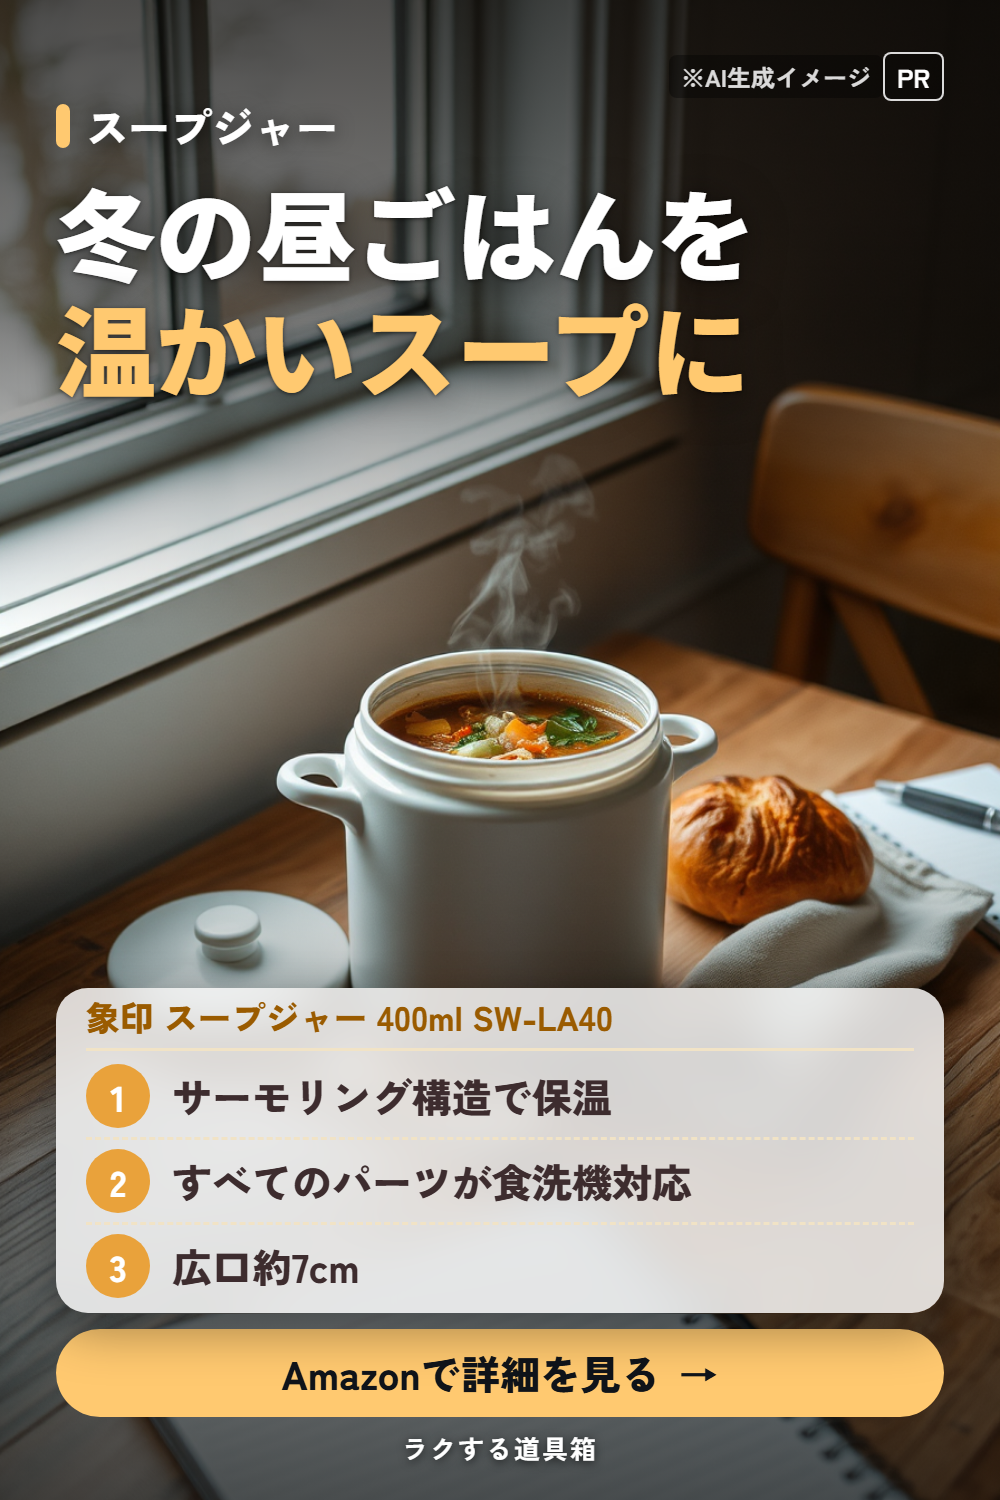 ※AI生成イメージ PR
スープジャー
冬の昼ごはんを
温かいスープに
象印 スープジャー 400ml SW-LA40
1 サーモリング構造で保温
2 すべてのパーツが食洗機対応
3 広口約7cm
Amazonで詳細を見る →
ラクする道具箱